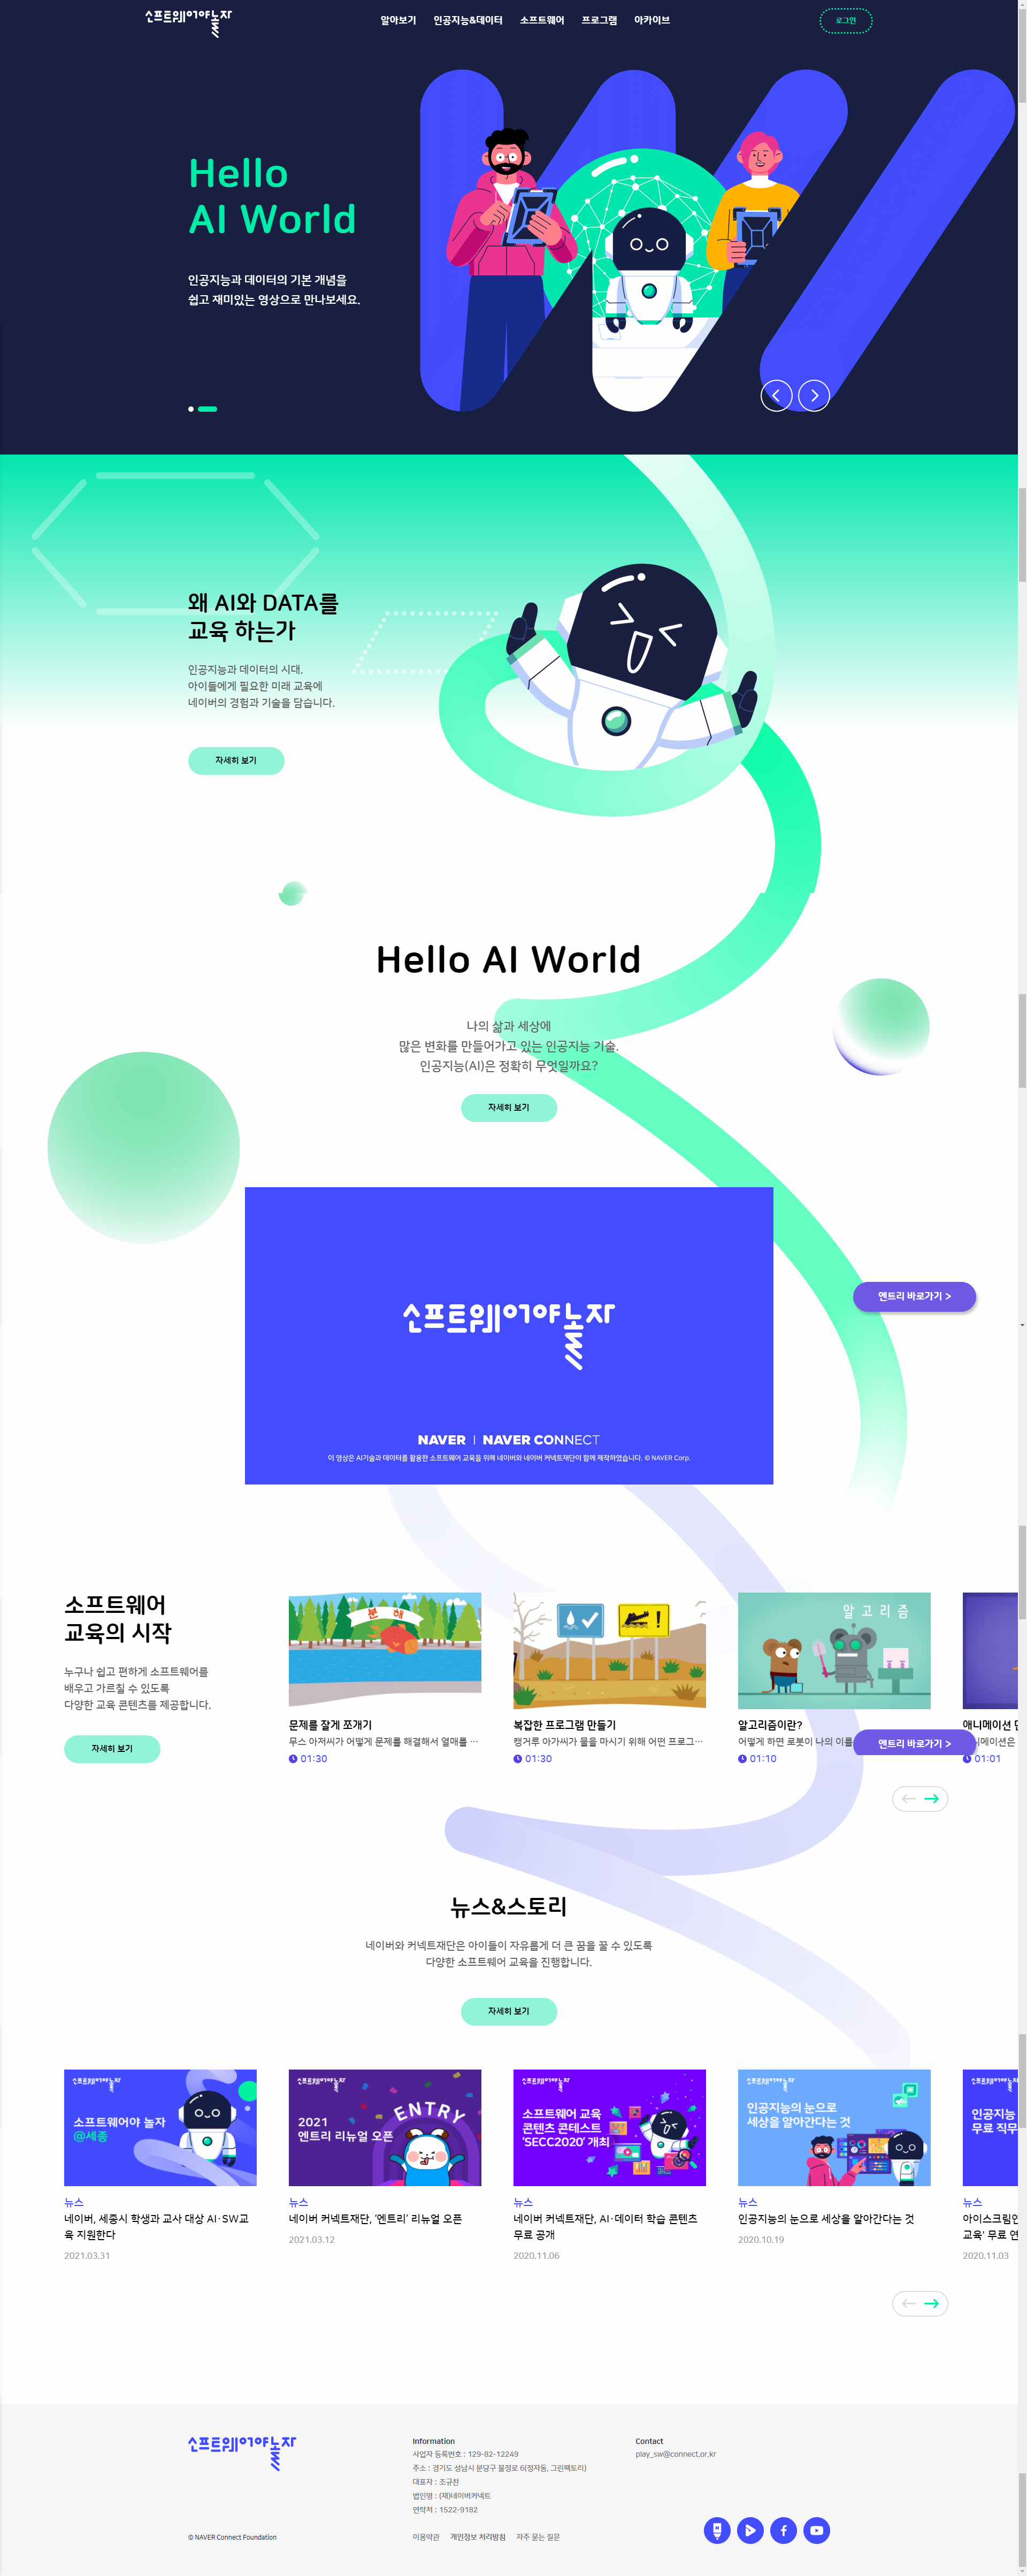 소프트웨어야 놀자
알아보기 인공지능&데이터 소프트웨어 프로그램 아카이브
로그인
Hello
AI World
인공지능과 데이터의 기본 개념을
쉽고 재미있는 영상으로 만나보세요.
왜 AI와 DATA를
교육 하는가
인공지능과 데이터의 시대.
아이들에게 필요한 미래 교육에
네이버의 경험과 기술을 담습니다.
자세히 보기
Hello AI World
나의 삶과 세상에
많은 변화를 만들어가고 있는 인공지능 기술.
인공지능(AI)은 정확히 무엇일까요?
자세히 보기
소프트웨어야 놀자
엔트리 바로가기 >
NAVER | NAVER CONNECT
이 영상은 AI기술과 데이터를 활용한 소프트웨어 교육을 위해 네이버와 네이버 커넥트재단이 함께 제작하였습니다. © NAVER Corp.
소프트웨어
교육의 시작
누구나 쉽고 편하게 소프트웨어를
배우고 가르칠 수 있도록
다양한 교육 콘텐츠를 제공합니다.
자세히 보기
분해
문제를 잘게 쪼개기
무스 아저씨가 어떻게 문제를 해결해서 열매를 …
01:30
복잡한 프로그램 만들기
캥거루 아가씨가 물을 마시기 위해 어떤 프로그…
01:30
알고리즘
알고리즘이란?
어떻게 하면 로봇이 나의 이를
01:10
엔트리 바로가기 >
애니메이션
01:01
뉴스&스토리
네이버와 커넥트재단은 아이들이 자유롭게 더 큰 꿈을 꿀 수 있도록
다양한 소프트웨어 교육을 진행합니다.
자세히 보기
소프트웨어야 놀자
소프트웨어야 놀자
@세종
뉴스
네이버, 세종시 학생과 교사 대상 AI·SW교
육 지원한다
2021.03.31
소프트웨어야 놀자
2021
엔트리 리뉴얼 오픈
ENTRY
뉴스
네이버 커넥트재단, ‘엔트리’ 리뉴얼 오픈
2021.03.12
소프트웨어야 놀자
소프트웨어 교육
콘텐츠 콘테스트
‘SECC2020’ 개최
뉴스
네이버 커넥트재단, AI·데이터 학습 콘텐츠
무료 공개
2020.11.06
소프트웨어야 놀자
인공지능의 눈으로
세상을 알아간다는 것
뉴스
인공지능의 눈으로 세상을 알아간다는 것
2020.10.19
소프트웨어야
인공지능
무료 직무
뉴스
아이스크림연
교육’ 무료 연
2020.11.03
소프트웨어야 놀자
© NAVER Connect Foundation
Information
사업자 등록번호 : 129-82-12249
주소 : 경기도 성남시 분당구 불정로 6(정자동, 그린팩토리)
대표자 : 조규찬
법인명 : (재)네이버커넥트
연락처 : 1522-9182
이용약관 개인정보 처리방침 자주 묻는 질문
Contact
play_sw@connect.or.kr